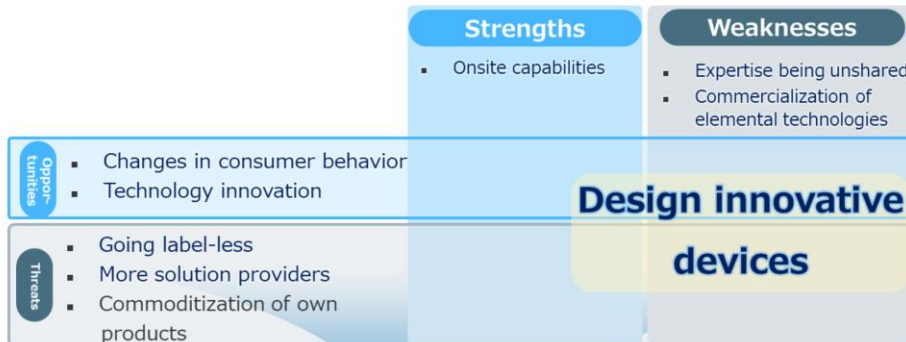 Strengths
Weaknesses
▪ Onsite capabilities
▪ Expertise being unshared
▪ Commercialization of
elemental technologies
Oppor-
tunities
▪ Changes in consumer behavior
▪ Technology innovation
Design innovative
devices
Threats
▪ Going label-less
▪ More solution providers
▪ Commoditization of own
products